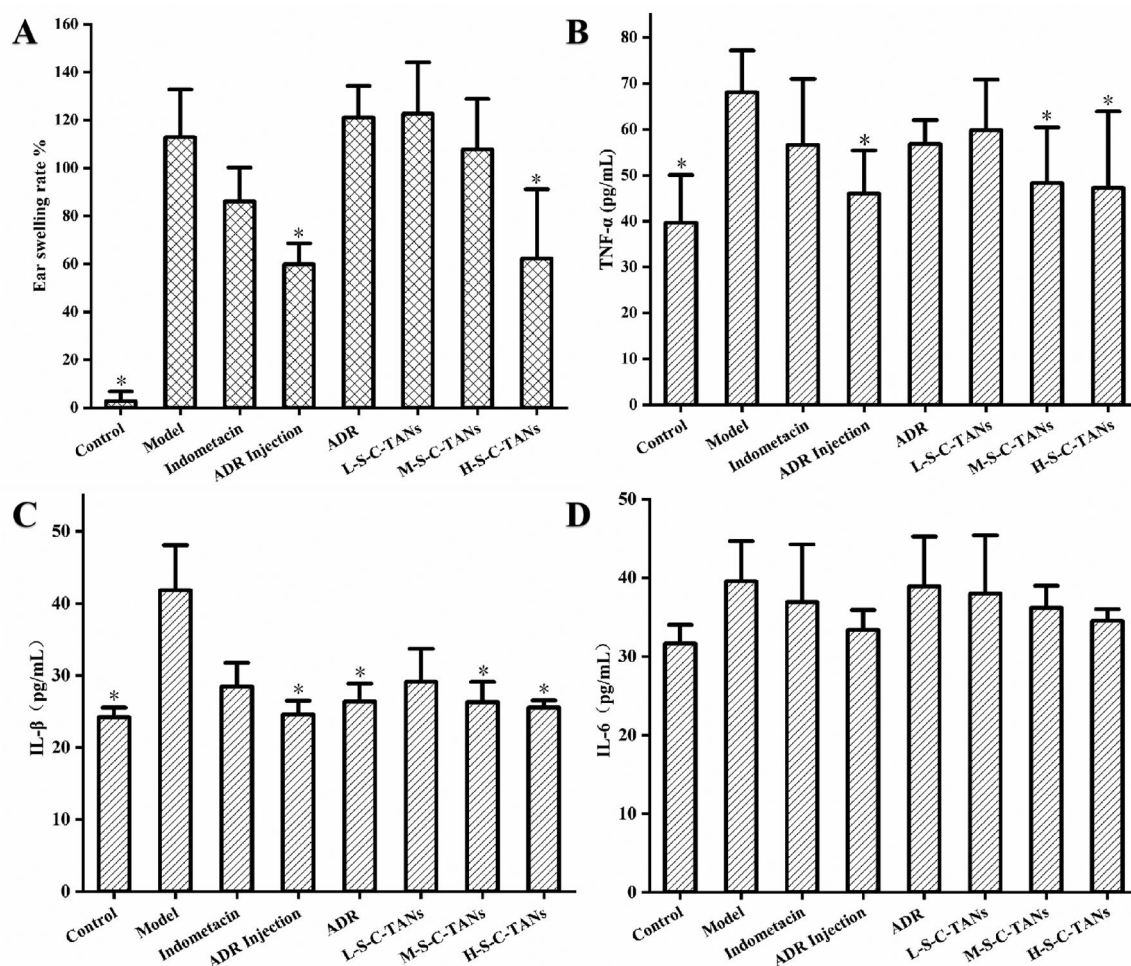 A
Ear swelling rate %
160
140
120
100
80
60
40
20
0
*
*
*
Control
Model
Indometacin
ADR Injection
ADR
L-S-C-TANs
M-S-C-TANs
H-S-C-TANs
B
TNF-α (pg/mL)
80
70
60
50
40
30
20
10
0
*
*
*
*
Control
Model
Indometacin
ADR Injection
ADR
L-S-C-TANs
M-S-C-TANs
H-S-C-TANs
C
IL-β（pg/mL）
50
40
30
20
10
0
*
*
*
*
*
Control
Model
Indometacin
ADR Injection
ADR
L-S-C-TANs
M-S-C-TANs
H-S-C-TANs
D
IL-6（pg/mL）
50
40
30
20
10
0
Control
Model
Indometacin
ADR Injection
ADR
L-S-C-TANs
M-S-C-TANs
H-S-C-TANs